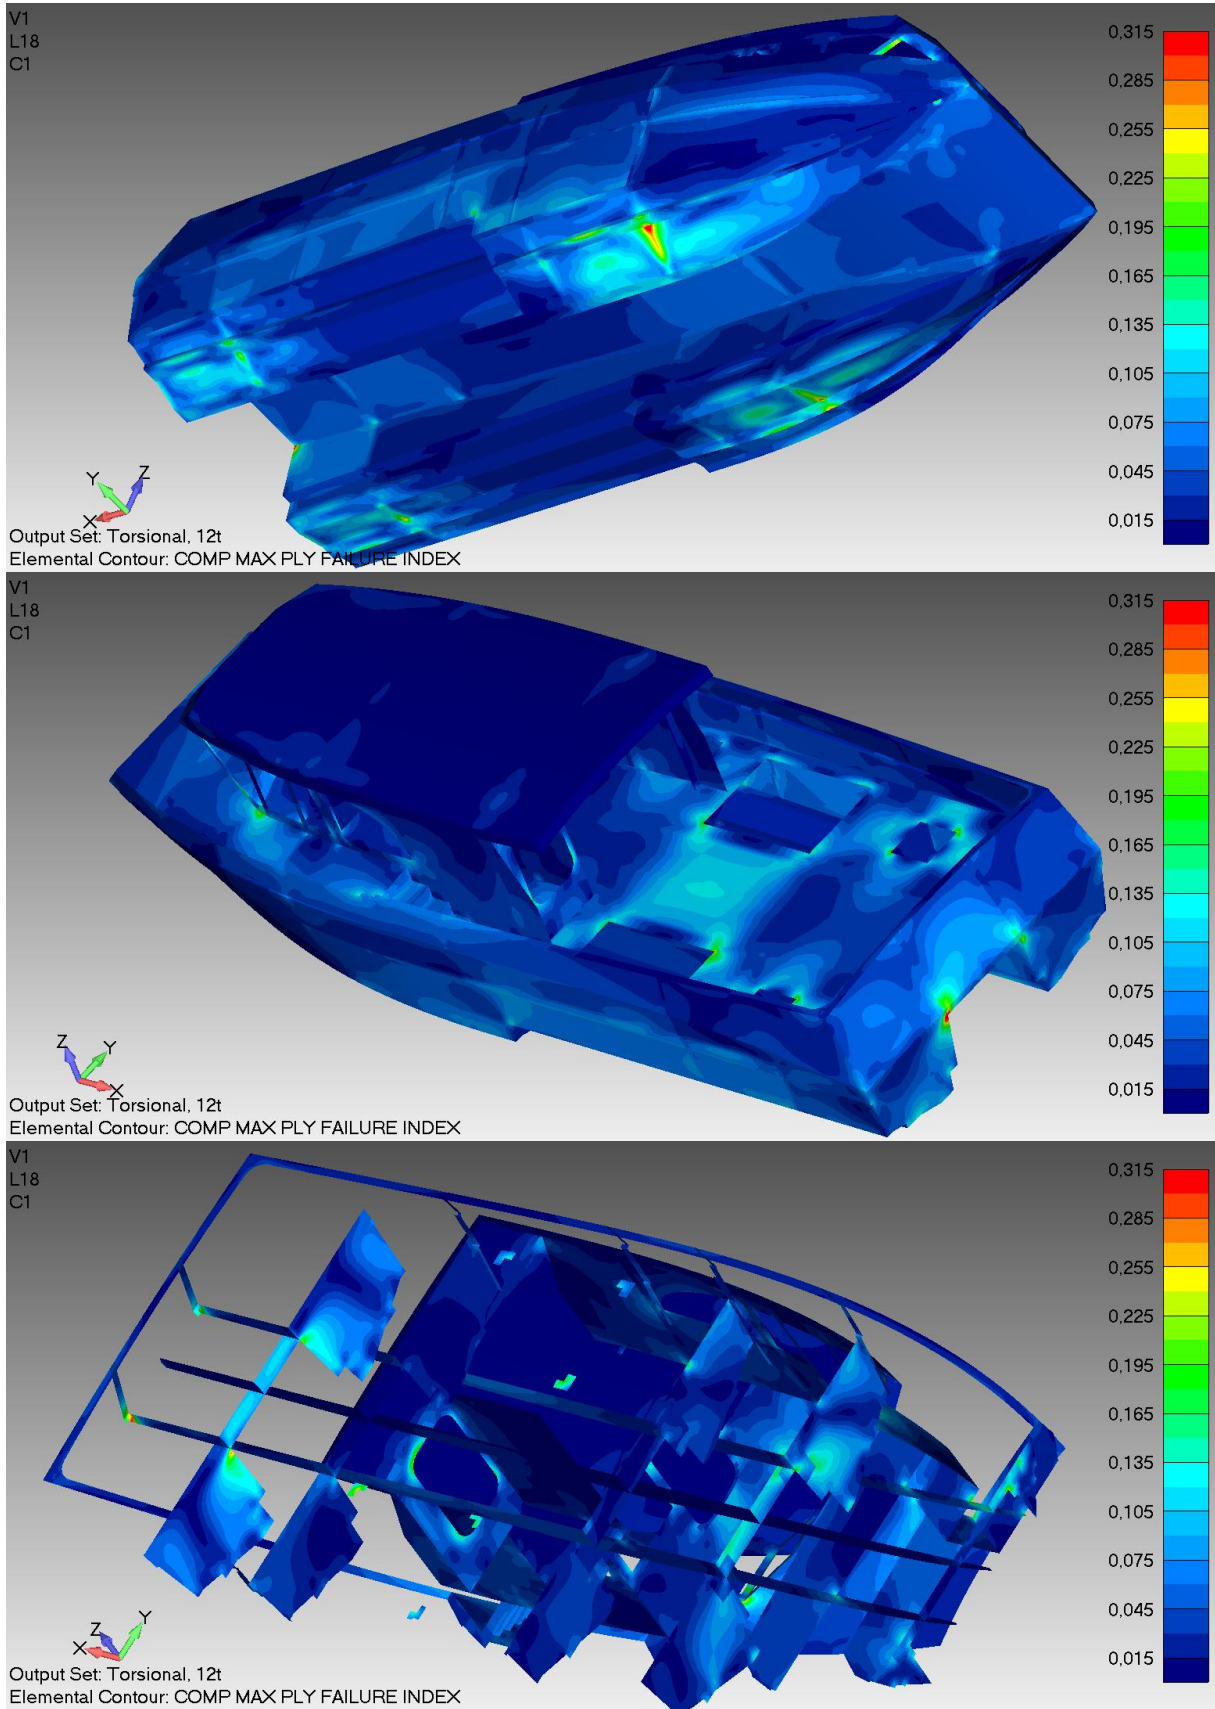 V1
L18
C1
0,315
0,285
0,255
0,225
0,195
0,165
0,135
0,105
0,075
0,045
0,015
Y
Z
X
Output Set: Torsional, 12t
Elemental Contour: COMP MAX PLY FAILURE INDEX
V1
L18
C1
0,315
0,285
0,255
0,225
0,195
0,165
0,135
0,105
0,075
0,045
0,015
Z
Y
X
Output Set: Torsional, 12t
Elemental Contour: COMP MAX PLY FAILURE INDEX
V1
L18
C1
0,315
0,285
0,255
0,225
0,195
0,165
0,135
0,105
0,075
0,045
0,015
Y
Z
X
Output Set: Torsional, 12t
Elemental Contour: COMP MAX PLY FAILURE INDEX